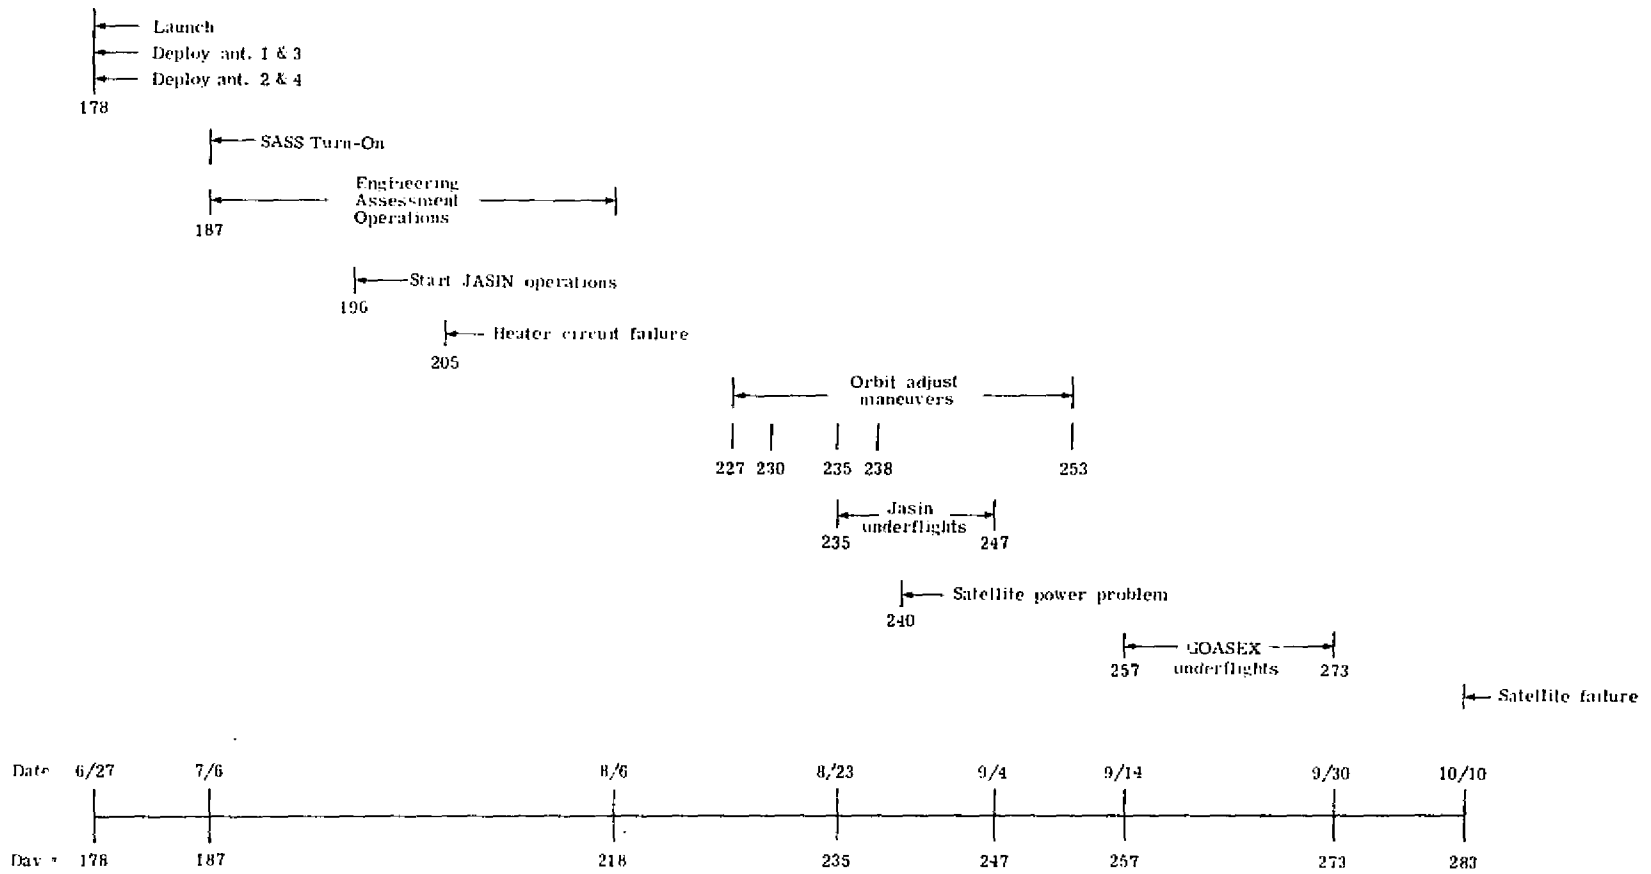 Launch
Deploy ant. 1 & 3
Deploy ant. 2 & 4
178
SASS Turn-On
Engineering
Assessment
Operations
187
Start JASIN operations
196
Heater circuit failure
205
Orbit adjust
maneuvers
227 230 235 238 253
Jasin
underflights
235 247
Satellite power problem
240
GOASEX
underflights
257 273
Satellite failure
Date 6/27 7/6 8/6 8/23 9/4 9/14 9/30 10/10
Day 178 187 218 235 247 257 273 283